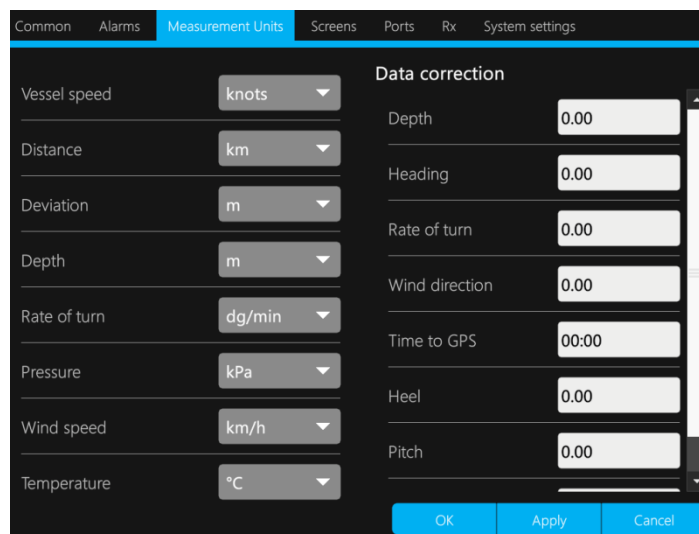 Common Alarms Measurement Units Screens Ports Rx System settings
Vessel speed knots
Distance km
Deviation m
Depth m
Rate of turn dg/min
Pressure kPa
Wind speed km/h
Temperature °C
Data correction
Depth 0.00
Heading 0.00
Rate of turn 0.00
Wind direction 0.00
Time to GPS 00:00
Heel 0.00
Pitch 0.00
OK Apply Cancel